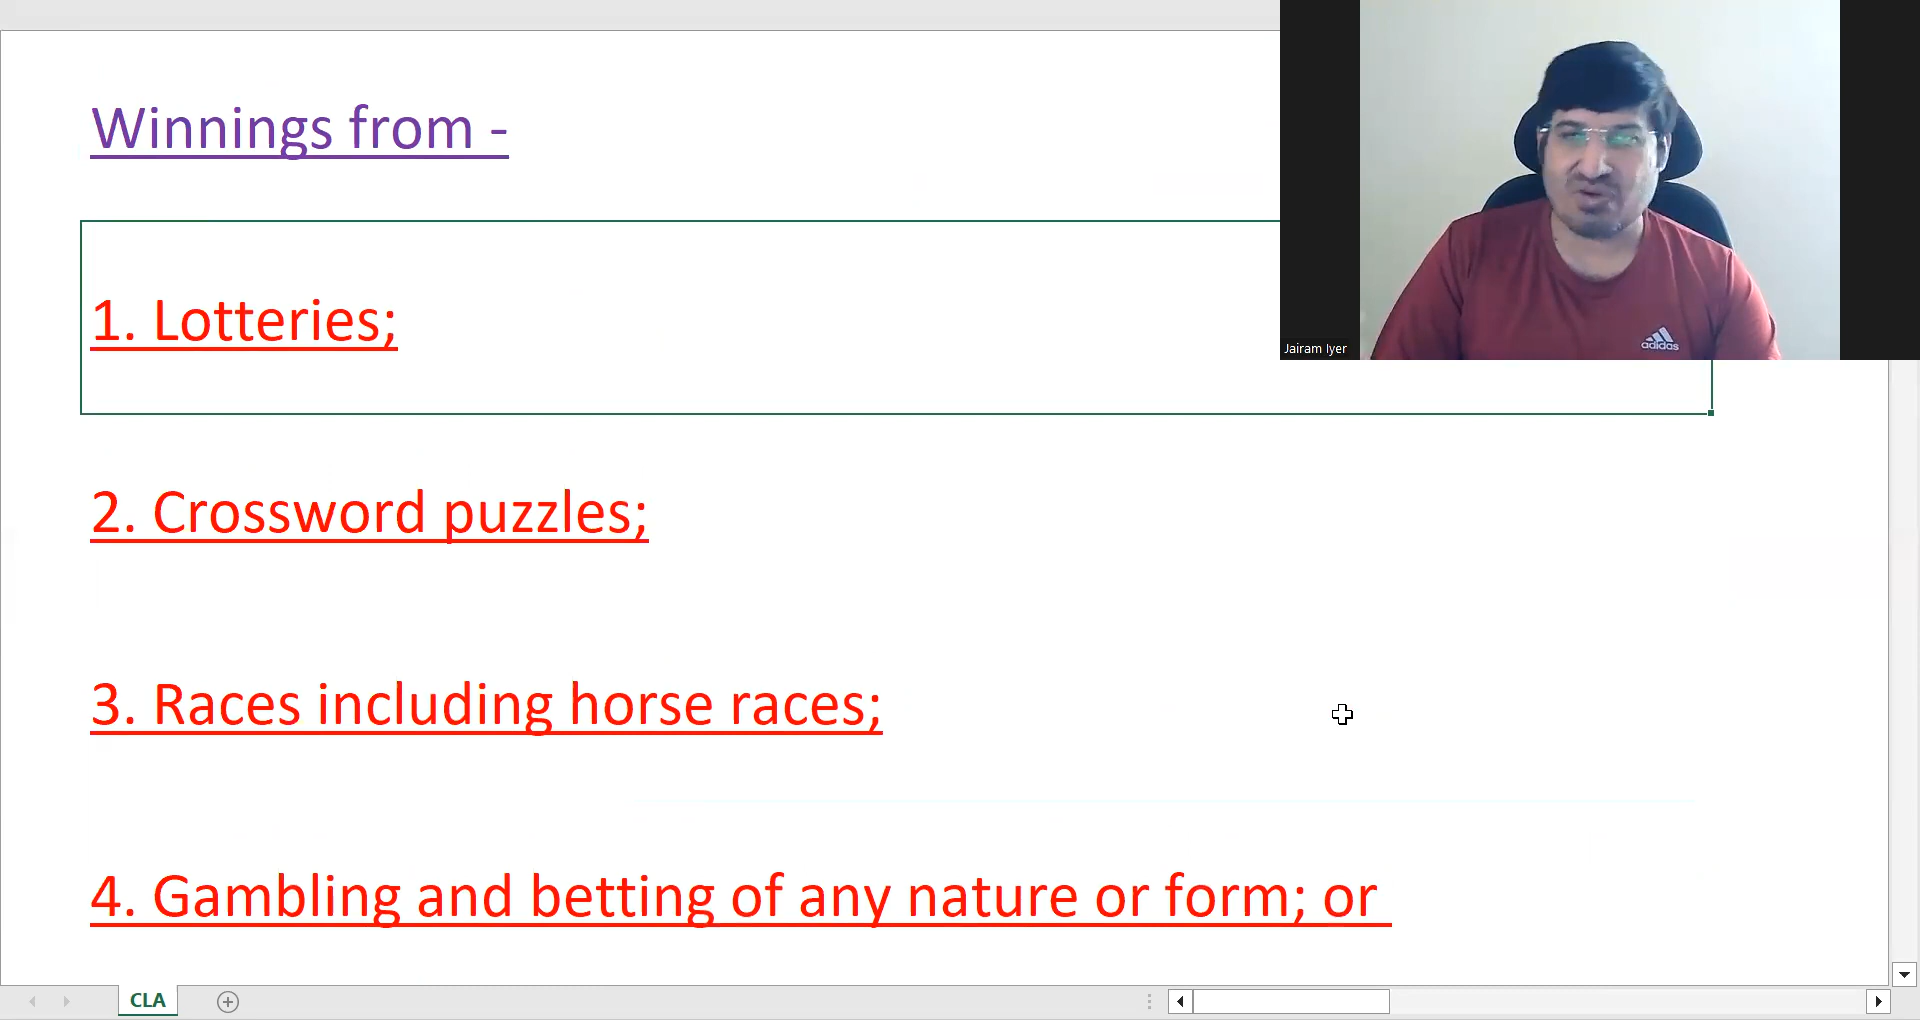 Winnings from -
1. Lotteries;
2. Crossword puzzles;
3. Races including horse races;
4. Gambling and betting of any nature or form; or
adidas
Jairam Iyer
CLA